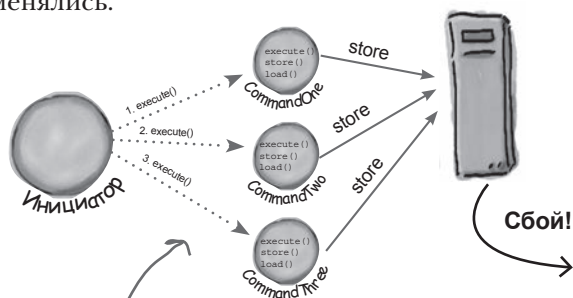 менялись.
Инициатор
1. execute()
2. execute()
3. execute()
execute()
store()
load()
CommandOne
execute()
store()
load()
CommandTwo
execute()
store()
load()
CommandThree
store
store
store
Сбой!